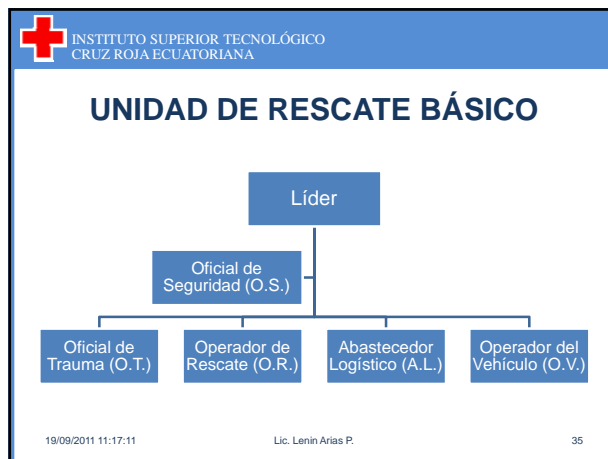 INSTITUTO SUPERIOR TECNOLÓGICO
CRUZ ROJA ECUATORIANA
UNIDAD DE RESCATE BÁSICO
Líder
Oficial de
Seguridad (O.S.)
Oficial de
Trauma (O.T.)
Operador de
Rescate (O.R.)
Abastecedor
Logístico (A.L.)
Operador del
Vehículo (O.V.)
19/09/2011 11:17:11
Lic. Lenin Arias P.
35